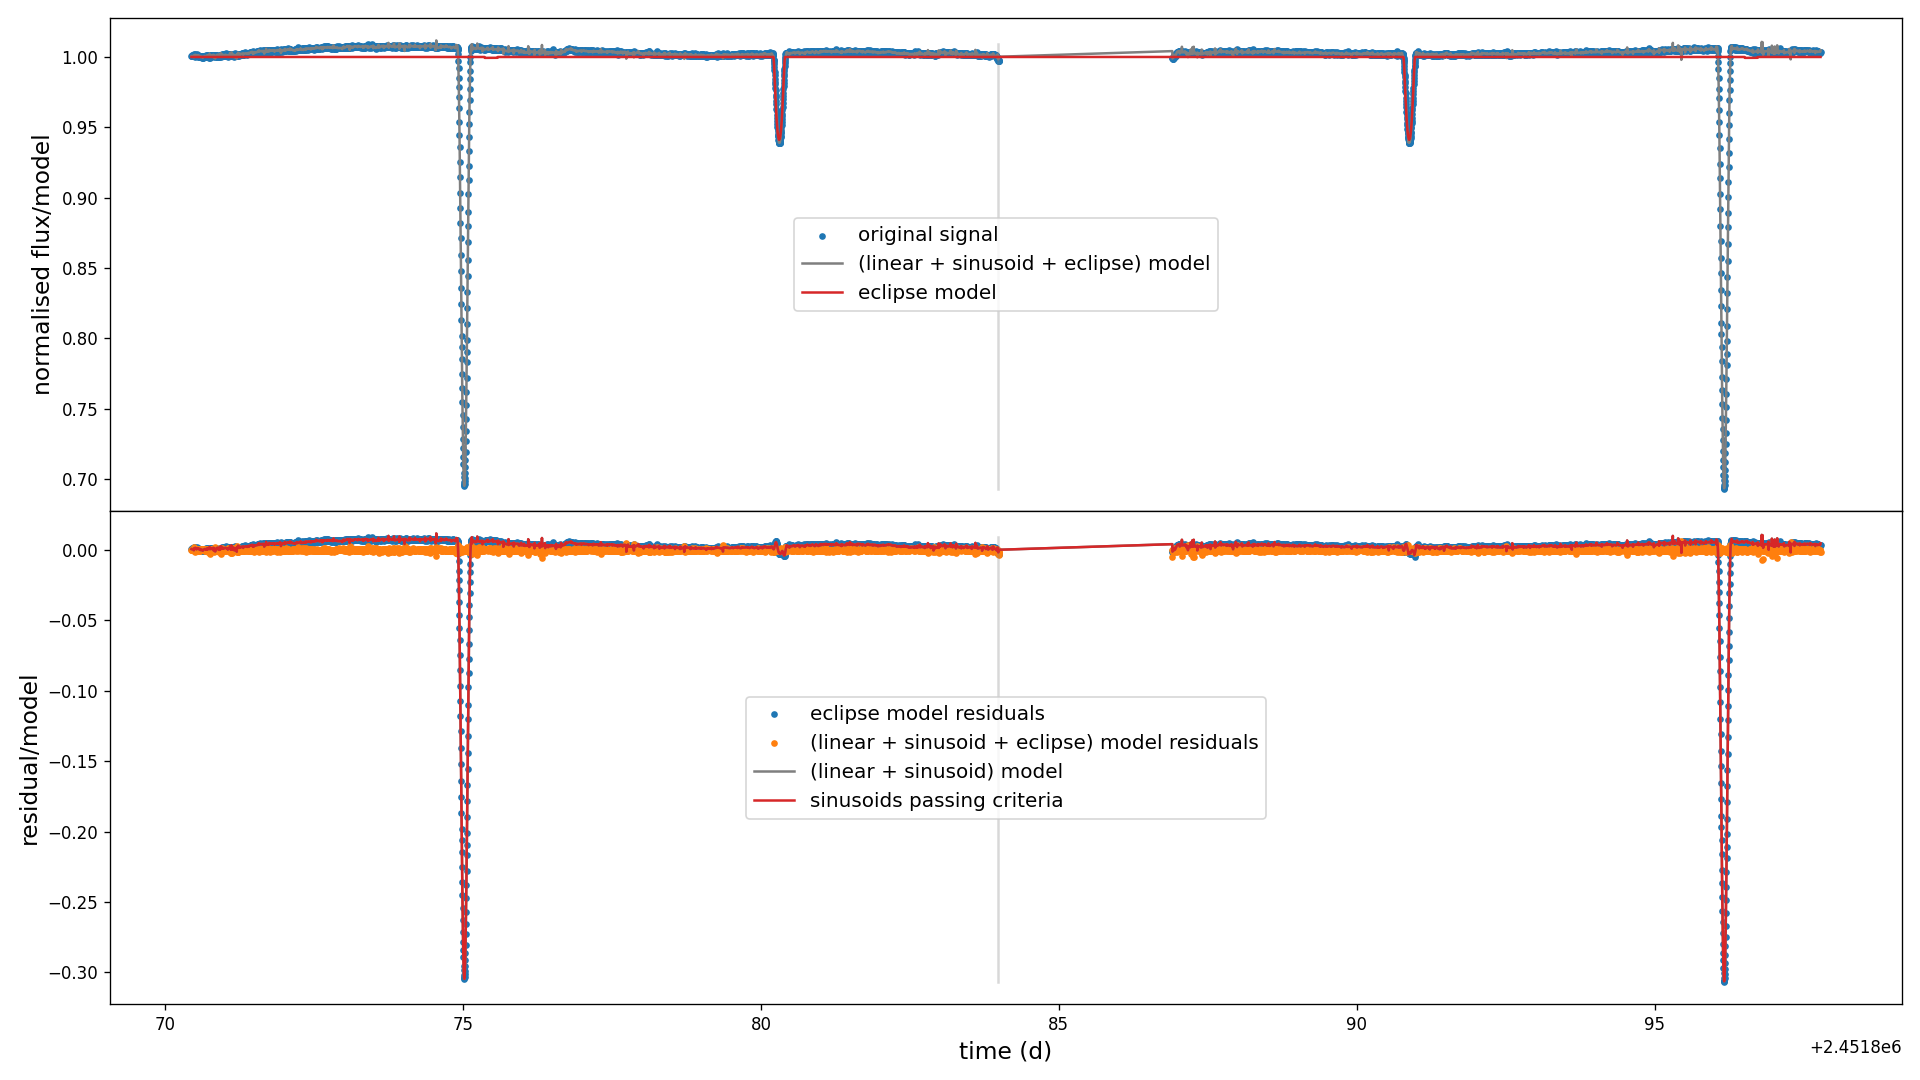 normalised flux/model
1.00
0.95
0.90
0.85
0.80
0.75
0.70
original signal
(linear + sinusoid + eclipse) model
eclipse model
residual/model
0.00
−0.05
−0.10
−0.15
−0.20
−0.25
−0.30
eclipse model residuals
(linear + sinusoid + eclipse) model residuals
(linear + sinusoid) model
sinusoids passing criteria
70 75 80 85 90 95
time (d)
+2.4518e6